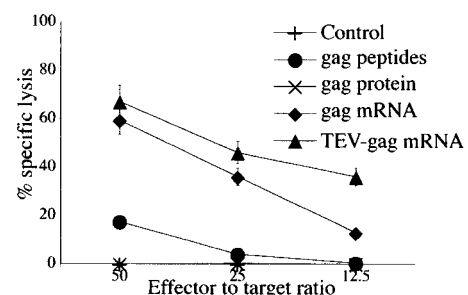 100
80
60
40
20
0
% specific lysis
Control
gag peptides
gag protein
gag mRNA
TEV-gag mRNA
50
25
12.5
Effector to target ratio